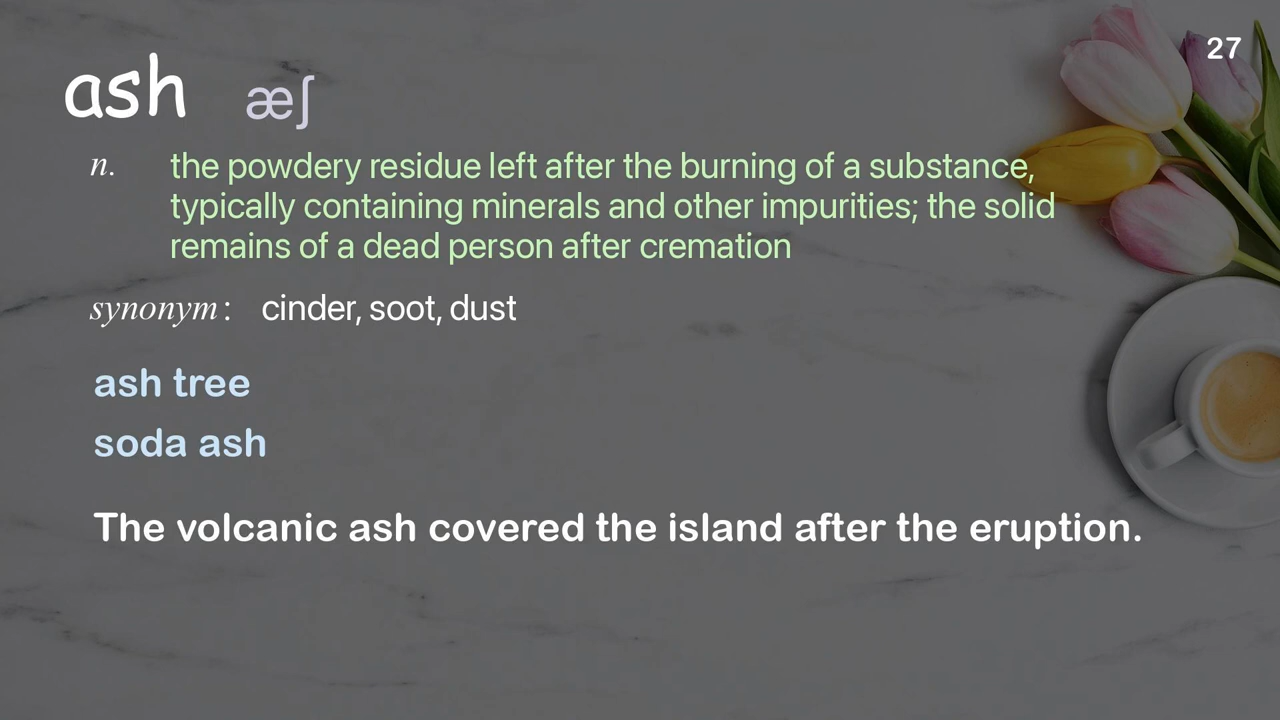 27
ash æʃ
n. the powdery residue left after the burning of a substance,
typically containing minerals and other impurities; the solid
remains of a dead person after cremation
synonym: cinder, soot, dust
ash tree
soda ash
The volcanic ash covered the island after the eruption.